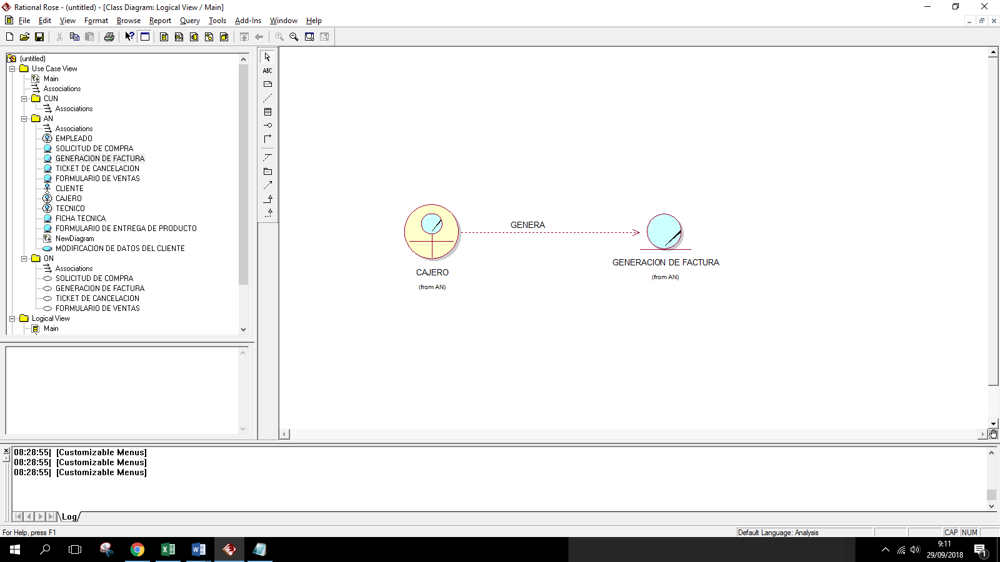 Rational Rose - (untitled) - [Class Diagram: Logical View / Main]
File Edit View Format Browse Report Query Tools Add-Ins Window Help
(untitled)
Use Case View
Main
Associations
CUN
Associations
AN
Associations
EMPLEADO
SOLICITUD DE COMPRA
GENERACION DE FACTURA
TICKET DE CANCELACION
FORMULARIO DE VENTAS
CLIENTE
CAJERO
TECNICO
FICHA TECNICA
FORMULARIO DE ENTREGA DE PRODUCTO
NewDiagram
MODIFICACION DE DATOS DEL CLIENTE
ON
Associations
SOLICITUD DE COMPRA
GENERACION DE FACTURA
TICKET DE CANCELACION
FORMULARIO DE VENTAS
Logical View
Main
ABC
GENERA
CAJERO
(from AN)
GENERACION DE FACTURA
(from AN)
08:28:55| [Customizable Menus]
08:28:55| [Customizable Menus]
08:28:55| [Customizable Menus]
Log
For Help, press F1
Default Language: Analysis
CAP NUM
9:11
29/09/2018
1